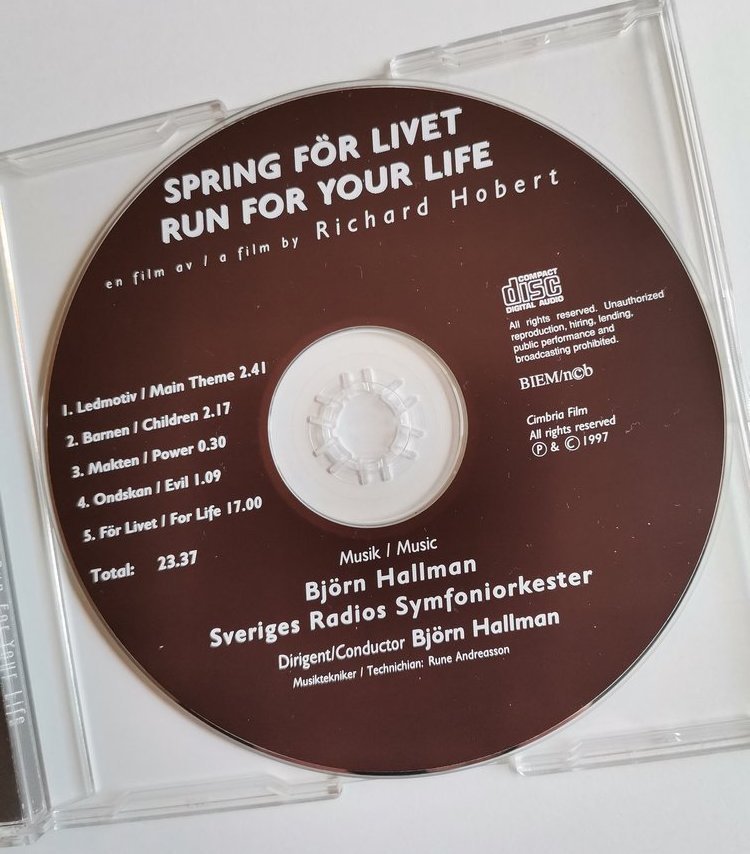 SPRING FÖR LIVET
RUN FOR YOUR LIFE
en film av / a film by Richard Hobert
COMPACT
disc
DIGITAL AUDIO
All rights reserved. Unauthorized
reproduction, hiring, lending,
public performance and
broadcasting prohibited.
BIEM/n©b
Cimbria Film
All rights reserved
Ⓟ & © 1997
1. Ledmotiv / Main Theme 2.41
2. Barnen / Children 2.17
3. Makten / Power 0.30
4. Ondskan / Evil 1.09
5. För Livet / For Life 17.00
Total: 23.37
Musik / Music
Björn Hallman
Sveriges Radios Symfoniorkester
Dirigent/Conductor Björn Hallman
Musiktekniker / Technichian: Rune Andreasson
Run For Your Life